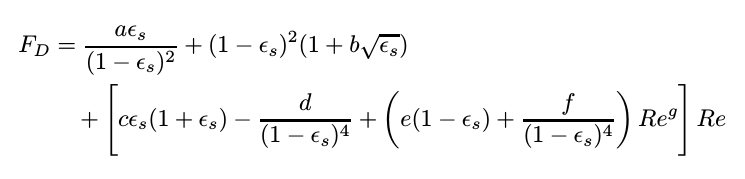 $F_D = \frac{a\epsilon_s}{(1-\epsilon_s)^2} + (1-\epsilon_s)^2(1+b\sqrt{\epsilon_s})$
$+ \left[c\epsilon_s(1+\epsilon_s) - \frac{d}{(1-\epsilon_s)^4} + \left(e(1-\epsilon_s) + \frac{f}{(1-\epsilon_s)^4}\right) Re^g\right] Re$